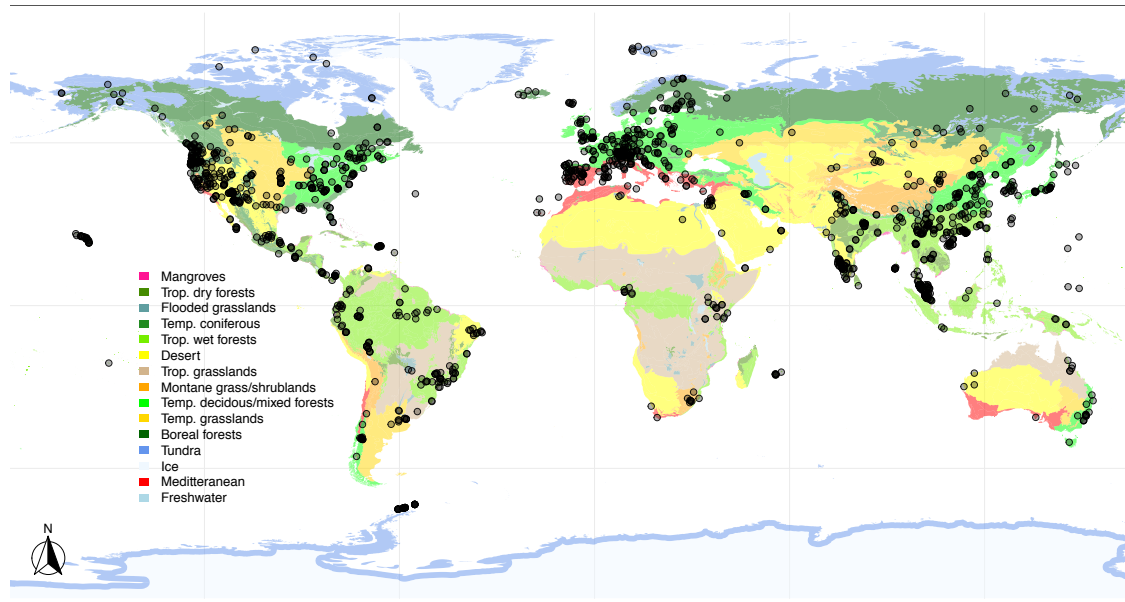 Mangroves
Trop. dry forests
Flooded grasslands
Temp. coniferous
Trop. wet forests
Desert
Trop. grasslands
Montane grass/shrublands
Temp. decidous/mixed forests
Temp. grasslands
Boreal forests
Tundra
Ice
Meditteranean
Freshwater
N